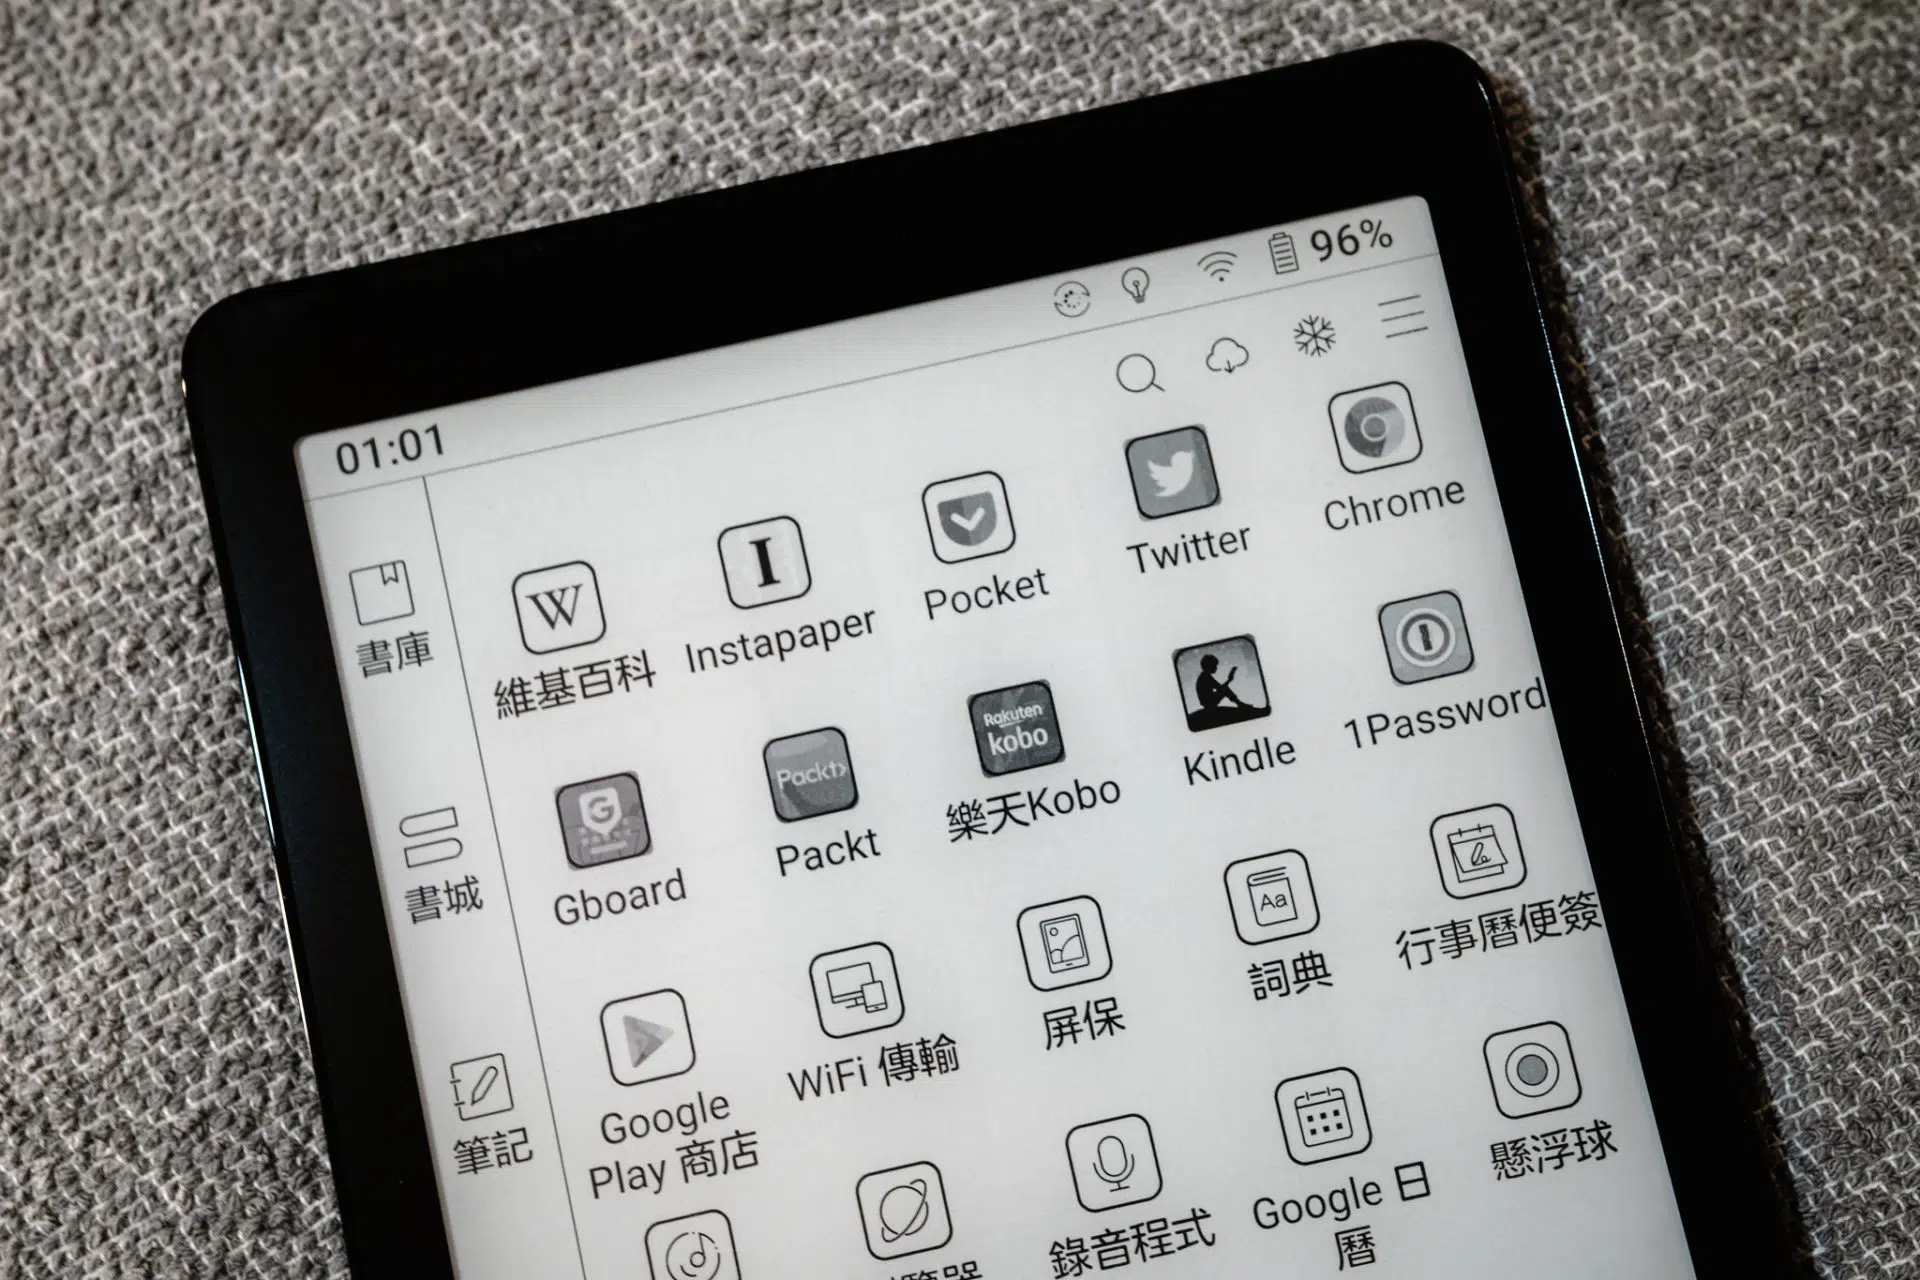 01:01
96%
書庫
書城
筆記
W
維基百科
I
Instapaper
Pocket
Twitter
Chrome
G
Gboard
Packt>
Packt
Rakuten
kobo
樂天Kobo
Kindle
1Password
Google
Play 商店
WiFi 傳輸
屏保
Aa
詞典
行事曆便簽
覽器
錄音程式
Google 日
曆
懸浮球